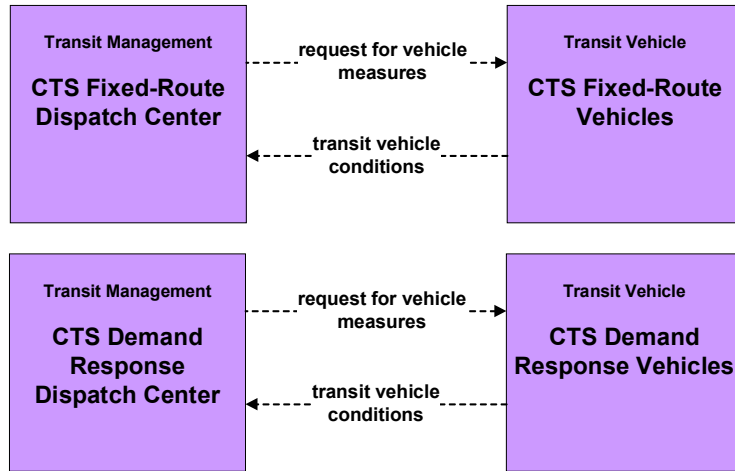 Transit Management
CTS Fixed-Route
Dispatch Center
request for vehicle
measures
transit vehicle
conditions
Transit Vehicle
CTS Fixed-Route
Vehicles
Transit Management
CTS Demand
Response
Dispatch Center
request for vehicle
measures
transit vehicle
conditions
Transit Vehicle
CTS Demand
Response Vehicles